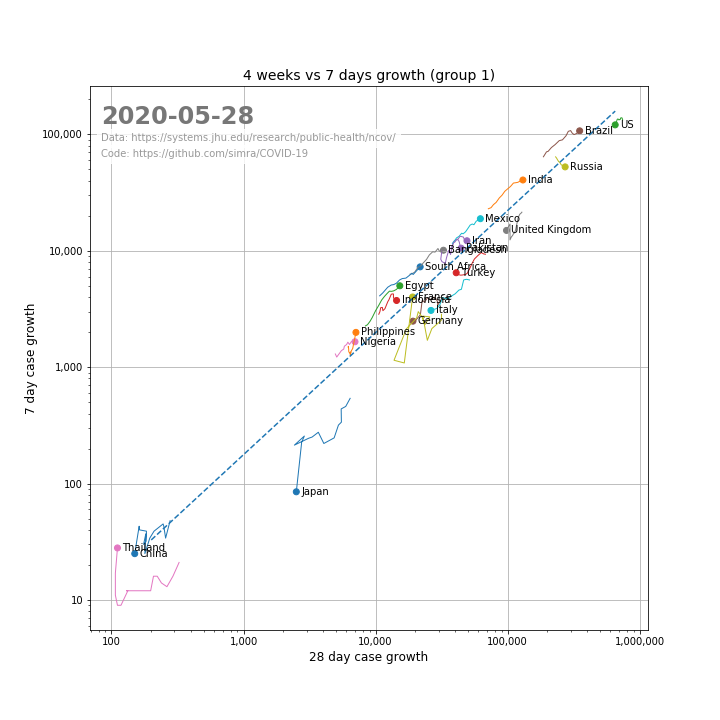 4 weeks vs 7 days growth (group 1)
2020-05-28
Data: https://systems.jhu.edu/research/public-health/ncov/
Code: https://github.com/simra/COVID-19
100,000
10,000
1,000
100
10
7 day case growth
US
Brazil
Russia
India
Mexico
United Kingdom
Iran
Pakistan
Bangladesh
South Africa
Turkey
Egypt
France
Indonesia
Italy
Germany
Philippines
Nigeria
Japan
Thailand
China
100
1,000
10,000
100,000
1,000,000
28 day case growth